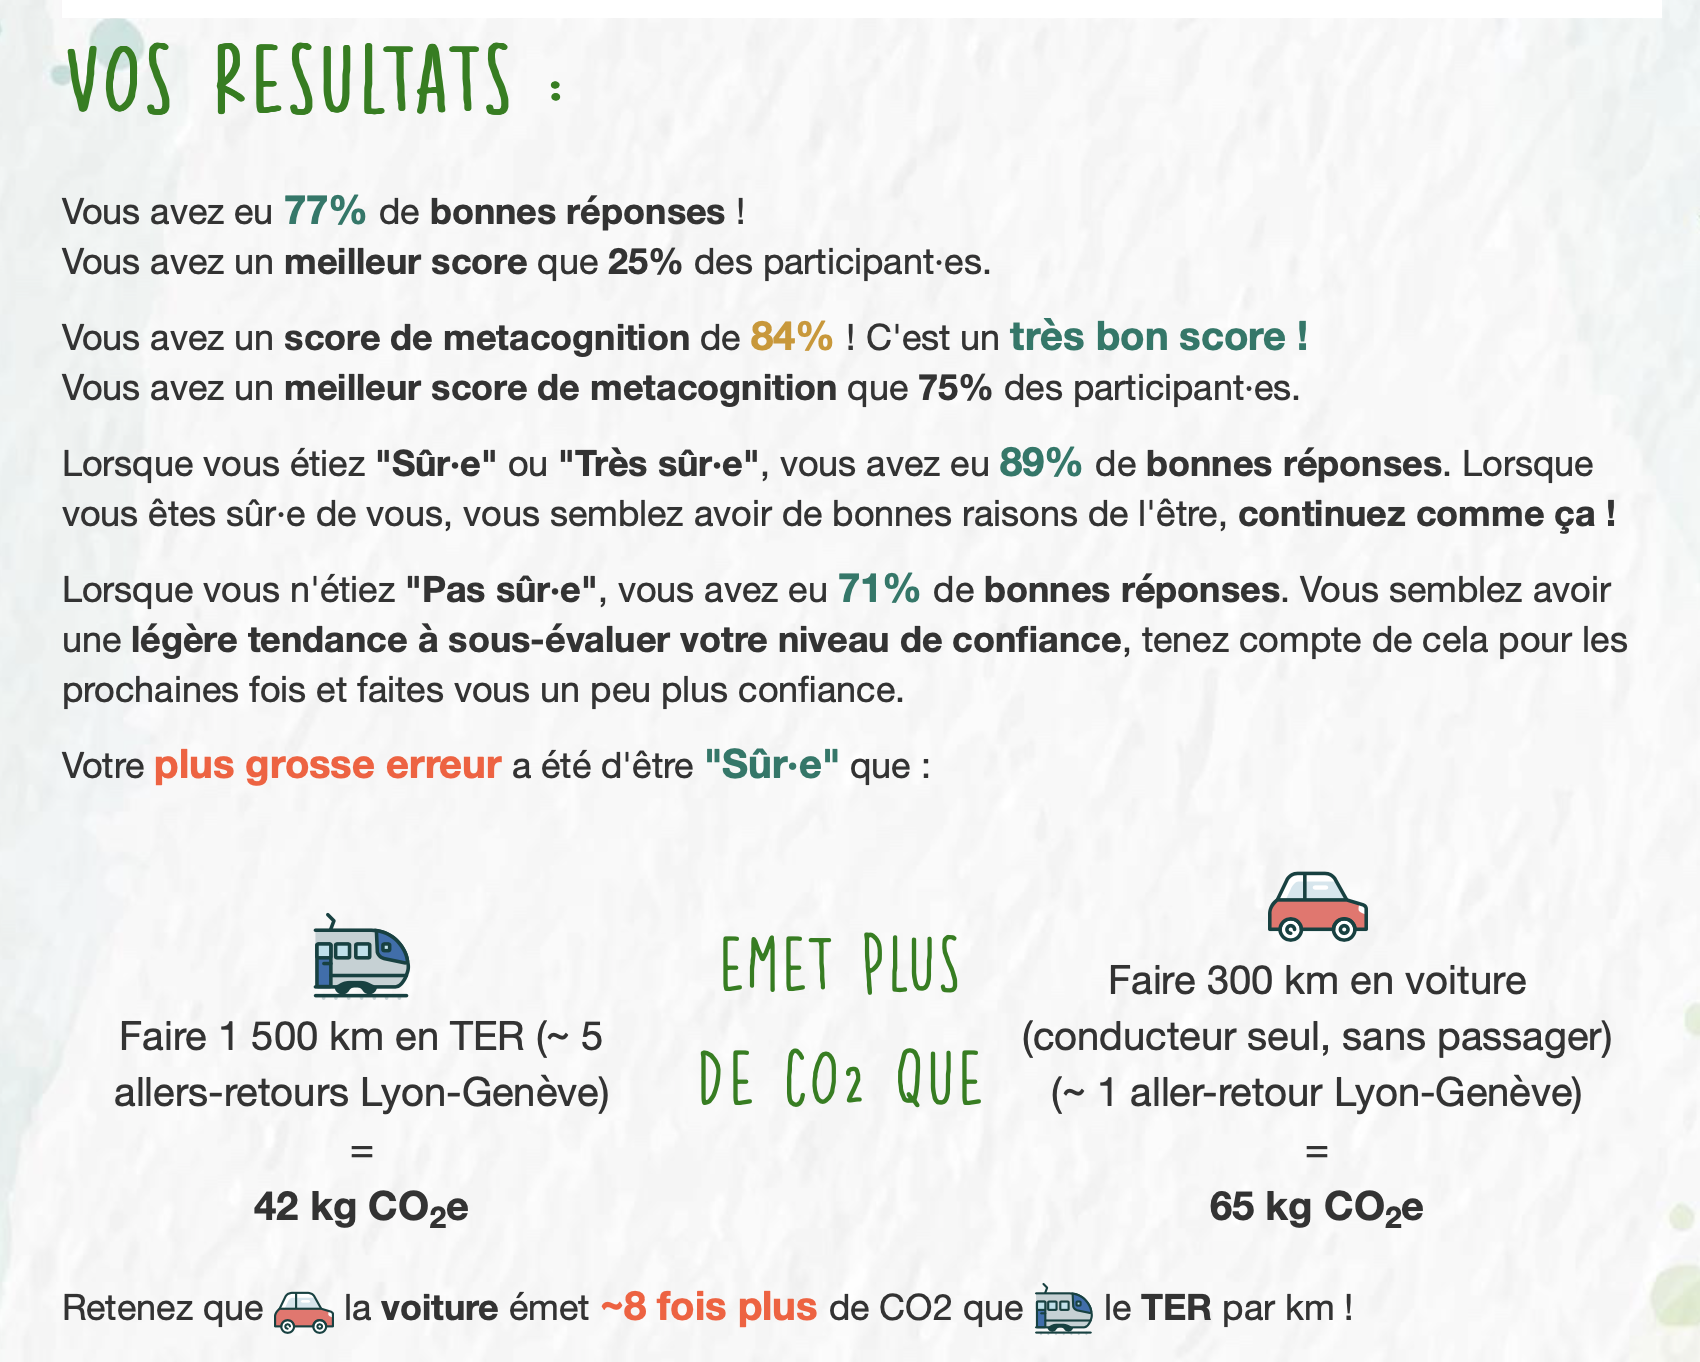 VOS RESULTATS :
Vous avez eu 77% de bonnes réponses !
Vous avez un meilleur score que 25% des participant·es.
Vous avez un score de metacognition de 84% ! C'est un très bon score !
Vous avez un meilleur score de metacognition que 75% des participant·es.
Lorsque vous étiez "Sûr·e" ou "Très sûr·e", vous avez eu 89% de bonnes réponses. Lorsque
vous êtes sûr·e de vous, vous semblez avoir de bonnes raisons de l'être, continuez comme ça !
Lorsque vous n'étiez "Pas sûr·e", vous avez eu 71% de bonnes réponses. Vous semblez avoir
une légère tendance à sous-évaluer votre niveau de confiance, tenez compte de cela pour les
prochaines fois et faites vous un peu plus confiance.
Votre plus grosse erreur a été d'être "Sûr·e" que :
Faire 1 500 km en TER (~ 5
allers-retours Lyon-Genève)
=
42 kg CO₂e
EMET PLUS
DE CO2 QUE
Faire 300 km en voiture
(conducteur seul, sans passager)
(~ 1 aller-retour Lyon-Genève)
=
65 kg CO₂e
Retenez que la voiture émet ~8 fois plus de CO2 que le TER par km !